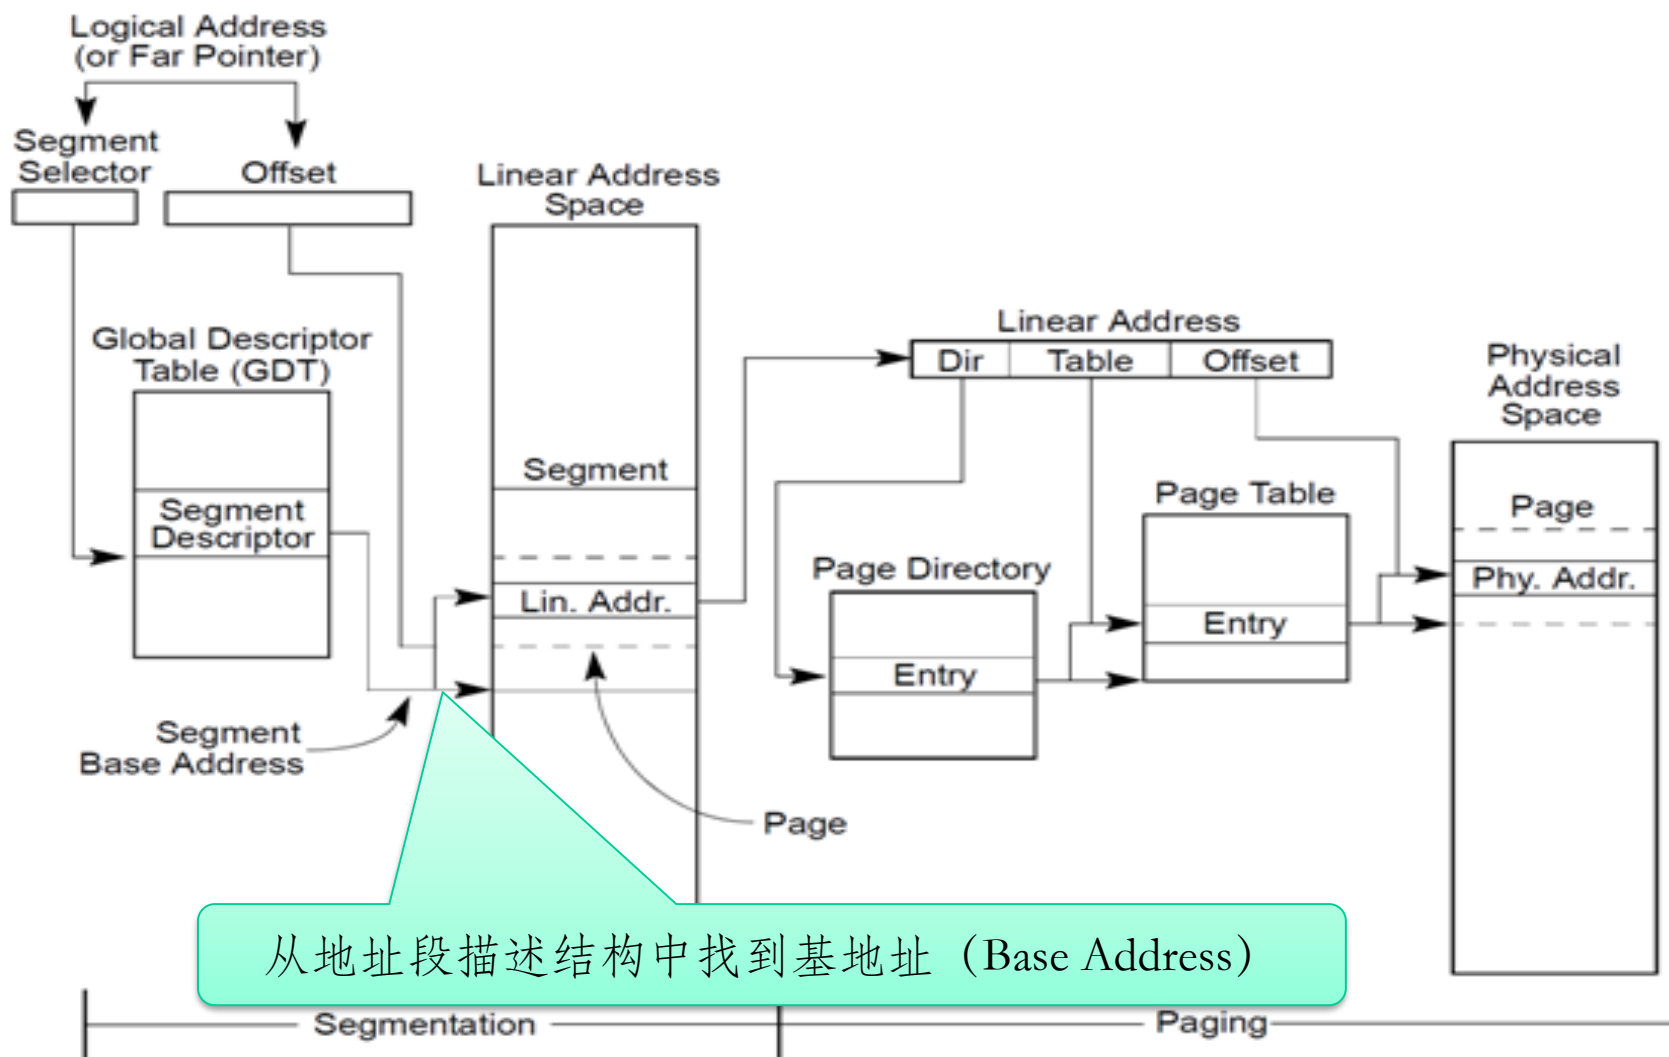 Logical Address
(or Far Pointer)
Segment
Selector
Offset
Linear Address
Space
Global Descriptor
Table (GDT)
Segment
Descriptor
Segment
Lin. Addr.
Segment
Base Address
Page
Linear Address
Dir
Table
Offset
Page Directory
Entry
Page Table
Entry
Physical
Address
Space
Page
Phy. Addr.
从地址段描述结构中找到基地址（Base Address）
Segmentation
Paging